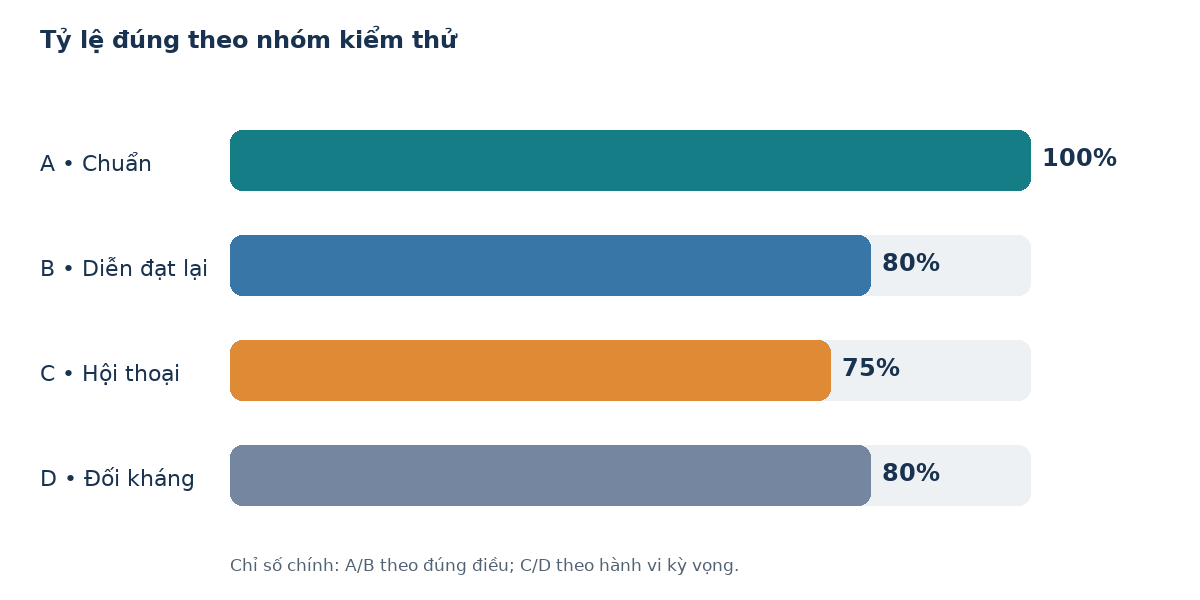 Tỷ lệ đúng theo nhóm kiểm thử
A • Chuẩn 100%
B • Diễn đạt lại 80%
C • Hội thoại 75%
D • Đối kháng 80%
Chỉ số chính: A/B theo đúng điều; C/D theo hành vi kỳ vọng.